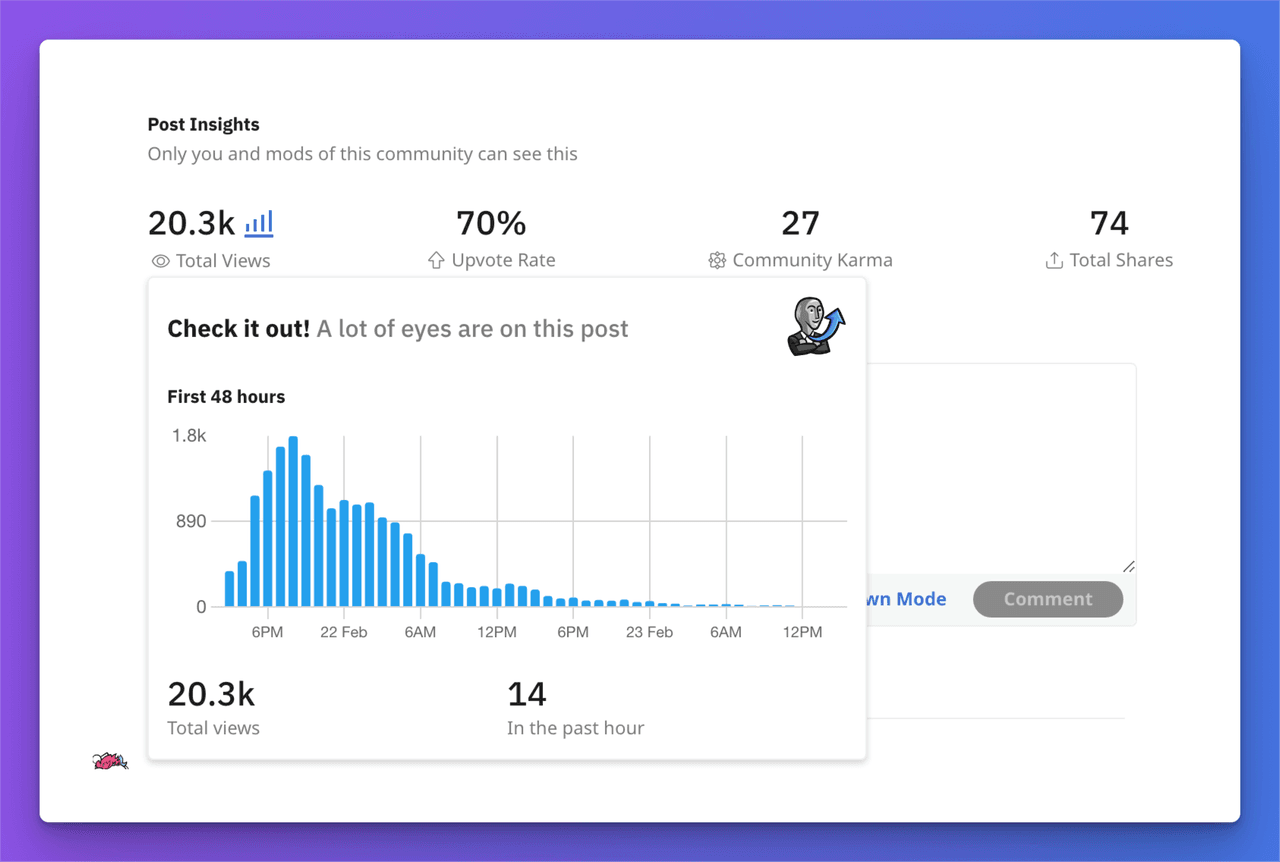 Post Insights
Only you and mods of this community can see this
20.3k 70% 27 74
Total Views Upvote Rate Community Karma Total Shares
Check it out! A lot of eyes are on this post
First 48 hours
1.8k
890
0
6PM 22 Feb 6AM 12PM 6PM 23 Feb 6AM 12PM
wn Mode Comment
20.3k 14
Total views In the past hour